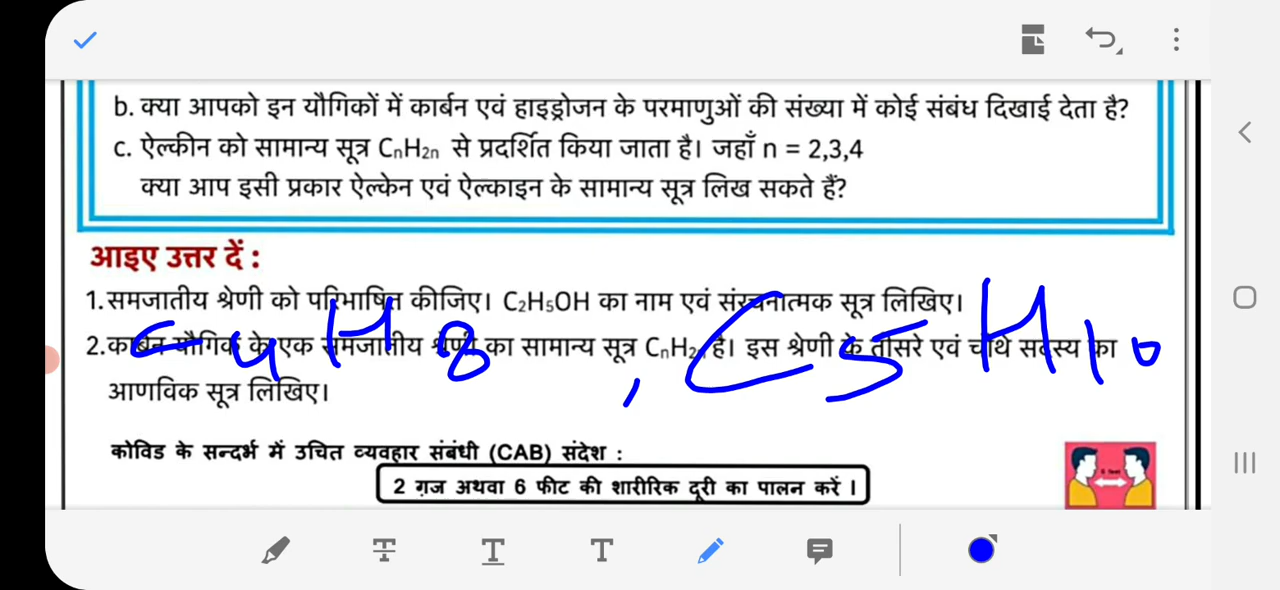 b. क्या आपको इन यौगिकों में कार्बन एवं हाइड्रोजन के परमाणुओं की संख्या में कोई संबंध दिखाई देता है?
c. ऐल्कीन को सामान्य सूत्र CₙH₂ₙ से प्रदर्शित किया जाता है। जहाँ n = 2,3,4
क्या आप इसी प्रकार ऐल्केन एवं ऐल्काइन के सामान्य सूत्र लिख सकते हैं?
आइए उत्तर दें :
1.समजातीय श्रेणी को परिभाषित कीजिए। C₂H₅OH का नाम एवं संरचनात्मक सूत्र लिखिए।
C₄H₈ , C₅H₁₀
2.कार्बन यौगिक के एक समजातीय श्रेणी का सामान्य सूत्र CₙH₂ है। इस श्रेणी के तीसरे एवं चौथे सदस्य का
आणविक सूत्र लिखिए।
कोविड के सन्दर्भ में उचित व्यवहार संबंधी (CAB) संदेश :
2 ग़ज अथवा 6 फीट की शारीरिक दूरी का पालन करें ।